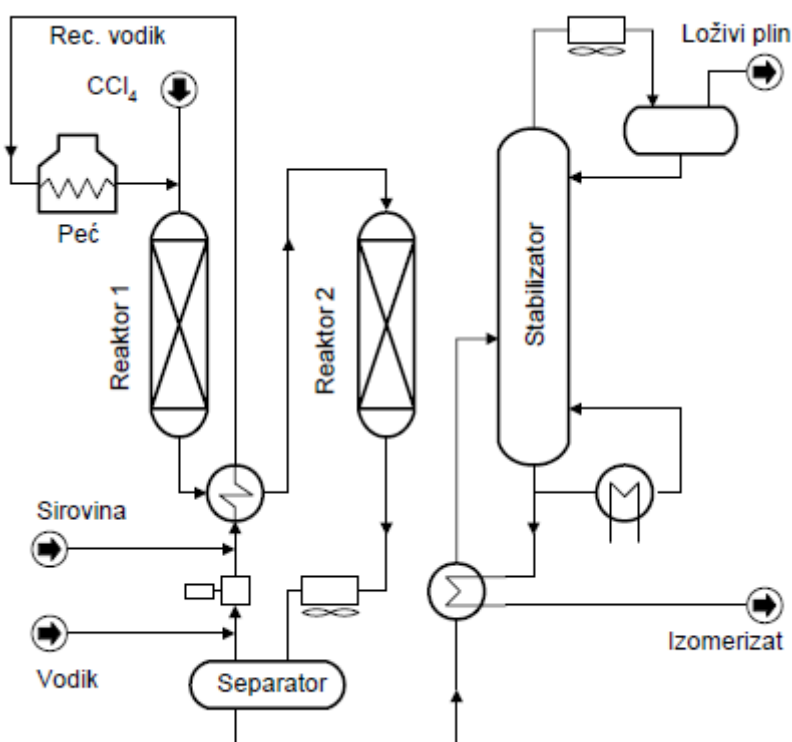 Rec. vodik
Loživi plin
CCl₄
Peć
Reaktor 1
Reaktor 2
Stabilizator
Sirovina
Vodik
Separator
Izomerizat